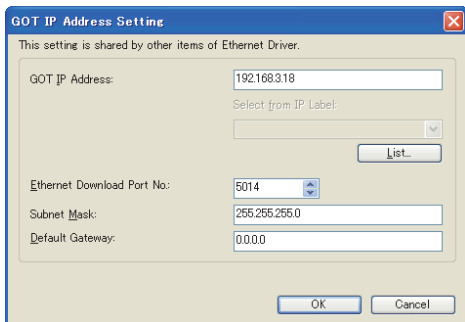 GOT IP Address Setting
This setting is shared by other items of Ethernet Driver.
GOT IP Address: 192.168.3.18
Select from IP Label:
List...
Ethernet Download Port No.: 5014
Subnet Mask: 255.255.255.0
Default Gateway: 0.0.0.0
OK Cancel